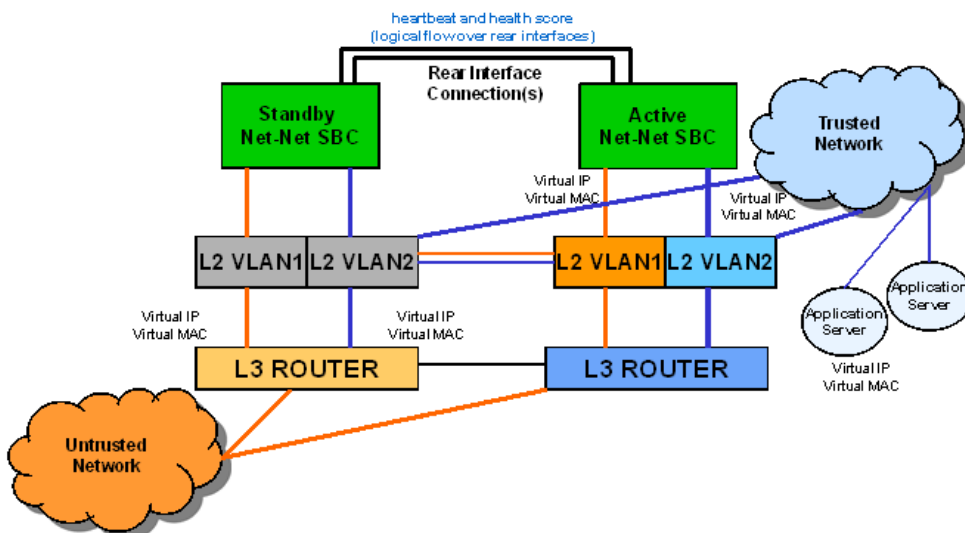 heartbeat and health score
(logical flow over rear interfaces)
Rear Interface
Connection(s)
Standby
Net-Net SBC
Active
Net-Net SBC
Trusted
Network
Virtual IP
Virtual MAC
Virtual IP
Virtual MAC
L2 VLAN1
L2 VLAN2
L2 VLAN1
L2 VLAN2
Application
Server
Application
Server
Virtual IP
Virtual MAC
Virtual IP
Virtual MAC
L3 ROUTER
L3 ROUTER
Virtual IP
Virtual MAC
Untrusted
Network